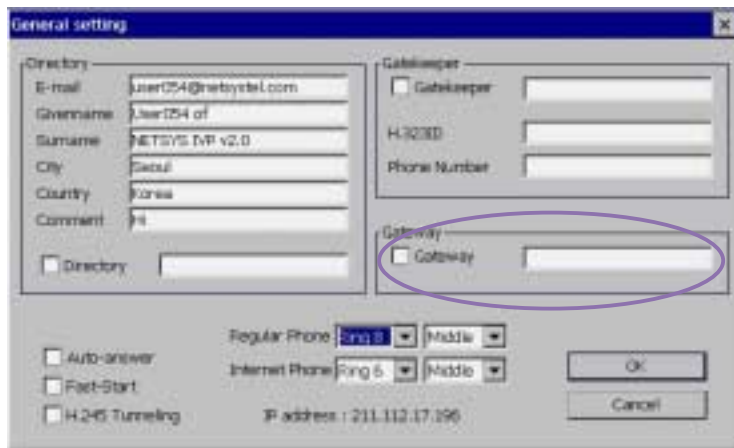 General setting
Directory
E-mail user054@netsystel.com
Givenname User054 of
Surname NETSYS IVP v2.0
City Seoul
Country Korea
Comment Hi
Directory
Gatekeeper
Gatekeeper
H.323ID
Phone Number
Gateway
Gateway
Auto-answer
Fast-Start
H.245 Tunneling
Regular Phone Ring 8 Middle
Internet Phone Ring 6 Middle
IP address : 211.112.17.196
OK
Cancel